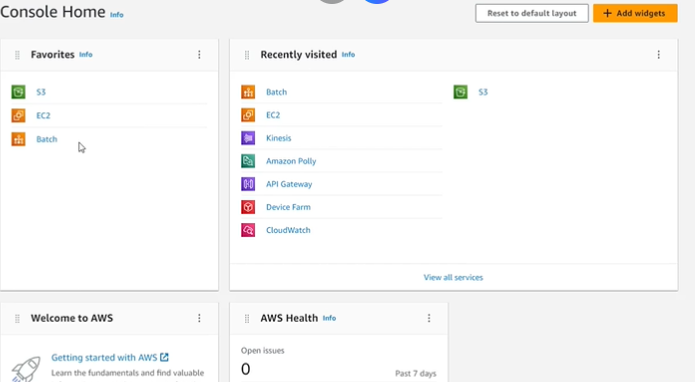 Console Home Info
Reset to default layout
+ Add widgets
Favorites Info
S3
EC2
Batch
Recently visited Info
Batch
EC2
Kinesis
Amazon Polly
API Gateway
Device Farm
CloudWatch
S3
View all services
Welcome to AWS
Getting started with AWS
Learn the fundamentals and find valuable
AWS Health Info
Open issues
0
Past 7 days